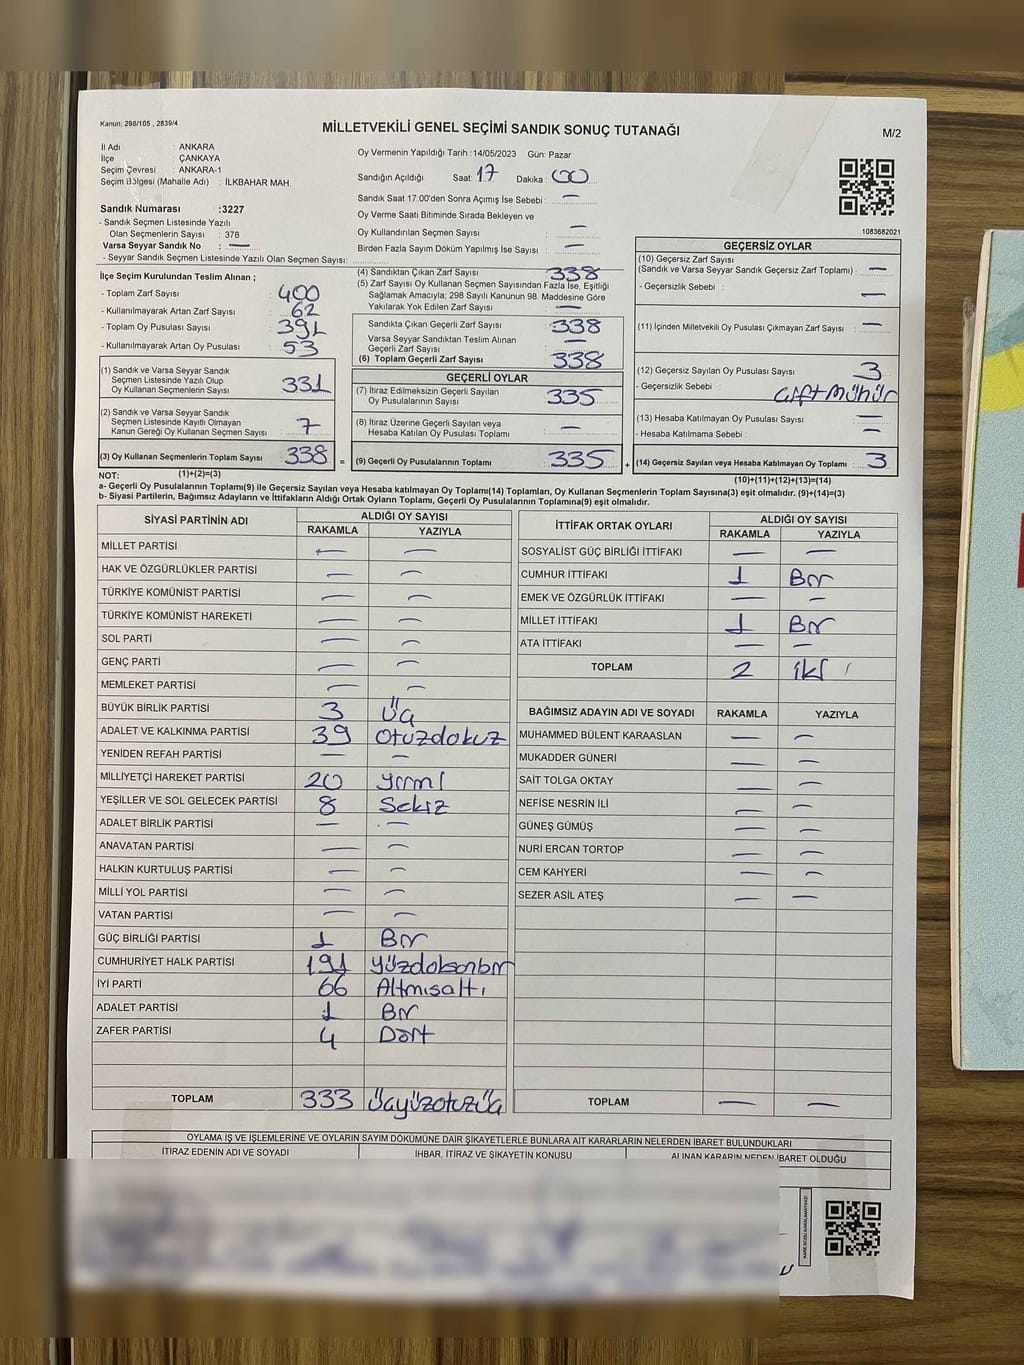 Kanun; 298/105 , 2839/4
MİLLETVEKİLİ GENEL SEÇİMİ SANDIK SONUÇ TUTANAĞI
M/2
İl Adı : ANKARA
İlçe : ÇANKAYA
Seçim Çevresi : ANKARA-1
Seçim Bölgesi (Mahalle Adı) : İLKBAHAR MAH.
Sandık Numarası :3227
- Sandık Seçmen Listesinde Yazılı
Olan Seçmenlerin Sayısı : 378
Varsa Seyyar Sandık No : —
- Seyyar Sandık Seçmen Listesinde Yazılı Olan Seçmen Sayısı:
Oy Vermenin Yapıldığı Tarih :14/05/2023 Gün: Pazar
Sandığın Açıldığı Saat: 17 Dakika: 00
Sandık Saat 17:00'den Sonra Açımış İse Sebebi : —
Oy Verme Saati Bitiminde Sırada Bekleyen ve
Oy Kullandırılan Seçmen Sayısı : —
Birden Fazla Sayım Döküm Yapılmış İse Sayısı : —
1083682021
İlçe Seçim Kurulundan Teslim Alınan ;
- Toplam Zarf Sayısı : 400
- Kullanılmayarak Artan Zarf Sayısı : 62
- Toplam Oy Pusulası Sayısı : 391
- Kullanılmayarak Artan Oy Pusulası : 53
(1) Sandık ve Varsa Seyyar Sandık
Seçmen Listesinde Yazılı Olup
Oy Kullanan Seçmenlerin Sayısı : 331
(2) Sandık ve Varsa Seyyar Sandık
Seçmen Listesinde Kayıtlı Olmayan
Kanun Gereği Oy Kullanan Seçmen Sayısı : 7
(3) Oy Kullanan Seçmenlerin Toplam Sayısı : 338
(4) Sandıktan Çıkan Zarf Sayısı : 338
(5) Zarf Sayısı Oy Kullanan Seçmen Sayısından Fazla İse, Eşitliği
Sağlamak Amacıyla; 298 Sayılı Kanunun 98. Maddesine Göre
Yakılarak Yok Edilen Zarf Sayısı : —
Sandıkta Çıkan Geçerli Zarf Sayısı : 338
Varsa Seyyar Sandıktan Teslim Alınan
Geçerli Zarf Sayısı : —
(6) Toplam Geçerli Zarf Sayısı : 338
GEÇERLİ OYLAR
(7) İtiraz Edilmeksizin Geçerli Sayılan
Oy Pusulalarının Sayısı : 335
(8) İtiraz Üzerine Geçerli Sayılan veya
Hesaba Katılan Oy Pusulası Toplamı : —
= (9) Geçerli Oy Pusulalarının Toplamı : 335 +
GEÇERSİZ OYLAR
(10) Geçersiz Zarf Sayısı
(Sandık ve Varsa Seyyar Sandık Geçersiz Zarf Toplamı) : —
- Geçersizlik Sebebi : —
(11) İçinden Milletvekili Oy Pusulası Çıkmayan Zarf Sayısı : —
(12) Geçersiz Sayılan Oy Pusulası Sayısı : 3
- Geçersizlik Sebebi : Çift Mühür
(13) Hesaba Katılmayan Oy Pusulası Sayısı : —
- Hesaba Katılmama Sebebi : —
(14) Geçersiz Sayılan veya Hesaba Katılmayan Oy Toplamı : 3
NOT: (1)+(2)=(3)
(10)+(11)+(12)+(13)=(14)
a- Geçerli Oy Pusulalarının Toplamı(9) ile Geçersiz Sayılan veya Hesaba katılmayan Oy Toplamı(14) Toplamları, Oy Kullanan Seçmenlerin Toplam Sayısına(3) eşit olmalıdır. (9)+(14)=(3)
b- Siyasi Partilerin, Bağımsız Adayların ve İttifakların Aldığı Ortak Oyların Toplamı, Geçerli Oy Pusulalarının Toplamına(9) eşit olmalıdır.
SİYASİ PARTİNİN ADI
ALDIĞI OY SAYISI
RAKAMLA YAZIYLA
MİLLET PARTİSİ — —
HAK VE ÖZGÜRLÜKLER PARTİSİ — —
TÜRKİYE KOMÜNİST PARTİSİ — —
TÜRKİYE KOMÜNİST HAREKETİ — —
SOL PARTİ — —
GENÇ PARTİ — —
MEMLEKET PARTİSİ — —
BÜYÜK BİRLİK PARTİSİ 3 Üç
ADALET VE KALKINMA PARTİSİ 39 Otuzdokuz
YENİDEN REFAH PARTİSİ — —
MİLLİYETÇİ HAREKET PARTİSİ 20 yirmi
YEŞİLLER VE SOL GELECEK PARTİSİ 8 Sekiz
ADALET BİRLİK PARTİSİ — —
ANAVATAN PARTİSİ — —
HALKIN KURTULUŞ PARTİSİ — —
MİLLİ YOL PARTİSİ — —
VATAN PARTİSİ — —
GÜÇ BİRLİĞİ PARTİSİ 1 Bir
CUMHURİYET HALK PARTİSİ 191 yüzdoksanbir
İYİ PARTİ 66 Altmışaltı
ADALET PARTİSİ 1 Bir
ZAFER PARTİSİ 4 Dört
TOPLAM 333 Üçyüzotuzüç
İTTİFAK ORTAK OYLARI
ALDIĞI OY SAYISI
RAKAMLA YAZIYLA
SOSYALİST GÜÇ BİRLİĞİ İTTİFAKI — —
CUMHUR İTTİFAKI 1 Bir
EMEK VE ÖZGÜRLÜK İTTİFAKI — —
MİLLET İTTİFAKI 1 Bir
ATA İTTİFAKI — —
TOPLAM 2 iki
BAĞIMSIZ ADAYIN ADI VE SOYADI RAKAMLA YAZIYLA
MUHAMMED BÜLENT KARAASLAN — —
MUKADDER GÜNERİ — —
SAİT TOLGA OKTAY — —
NEFİSE NESRİN İLİ — —
GÜNEŞ GÜMÜŞ — —
NURİ ERCAN TORTOP — —
CEM KAHYERİ — —
SEZER ASİL ATEŞ — —
TOPLAM — —
OYLAMA İŞ VE İŞLEMLERİNE VE OYLARIN SAYIM DÖKÜMÜNE DAİR ŞİKAYETLERLE BUNLARA AİT KARARLARIN NELERDEN İBARET BULUNDUKLARI
İTİRAZ EDENİN ADI VE SOYADI
İHBAR, İTİRAZ VE ŞİKAYETİN KONUSU
ALINAN KARARIN NEDEN İBARET OLDUĞU